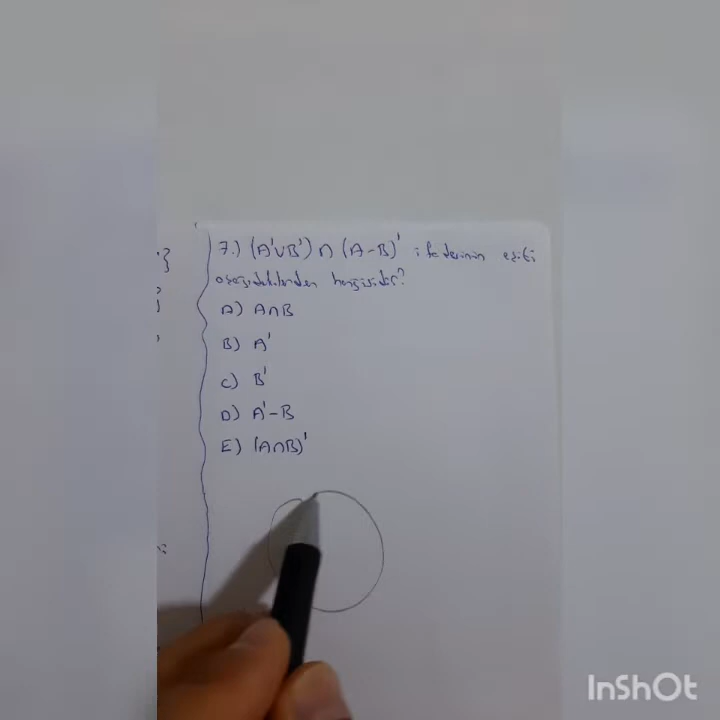 7.) (A'∪B') ∩ (A-B)' ifadesinin eşiti
aşağıdakilerden hangisidir?
A) A∩B
B) A'
C) B'
D) A'-B
E) (A∩B)'
InShOt